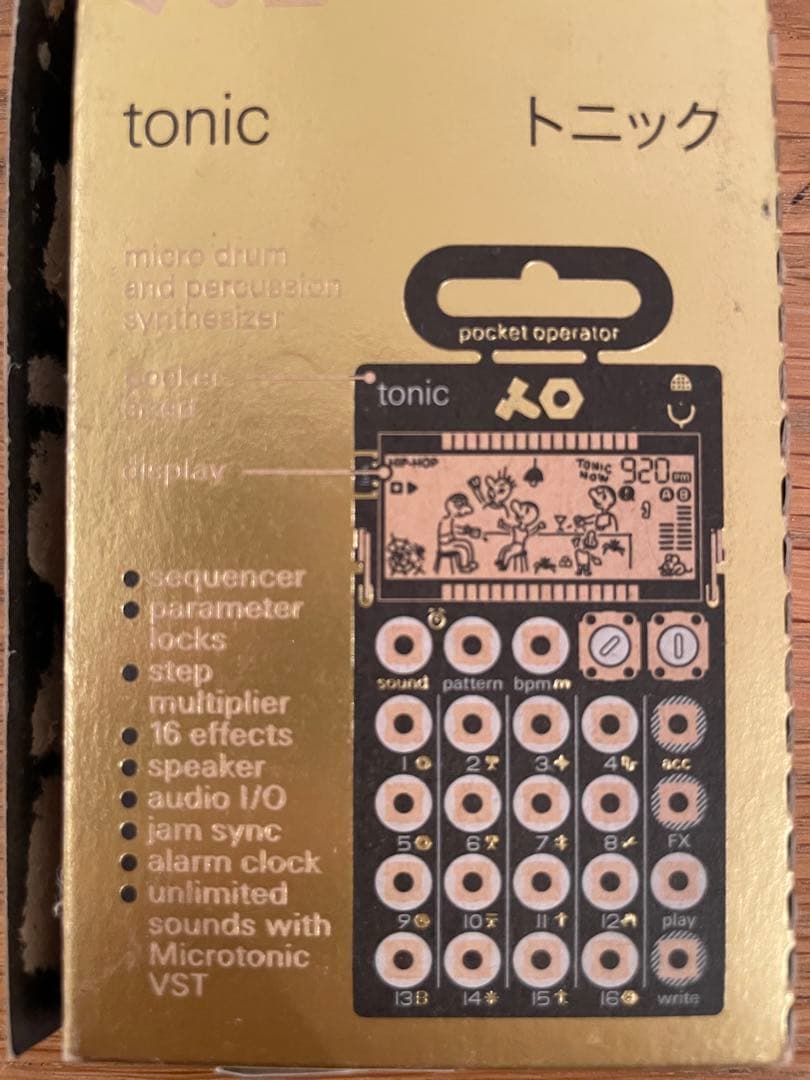 tonic
トニック
micro drum
and percussion
synthesizer
display
sequencer
parameter
locks
step
multiplier
16 effects
speaker
audio I/O
jam sync
alarm clock
unlimited
sounds with
Microtonic
VST
pocket operator
tonic
HIP-HOP
TONIC
NOW
920 PM
A B
sound pattern bpm
1 2 3 4 acc
5 6 7 8 FX
9 10 11 12 play
13 14 15 16 write